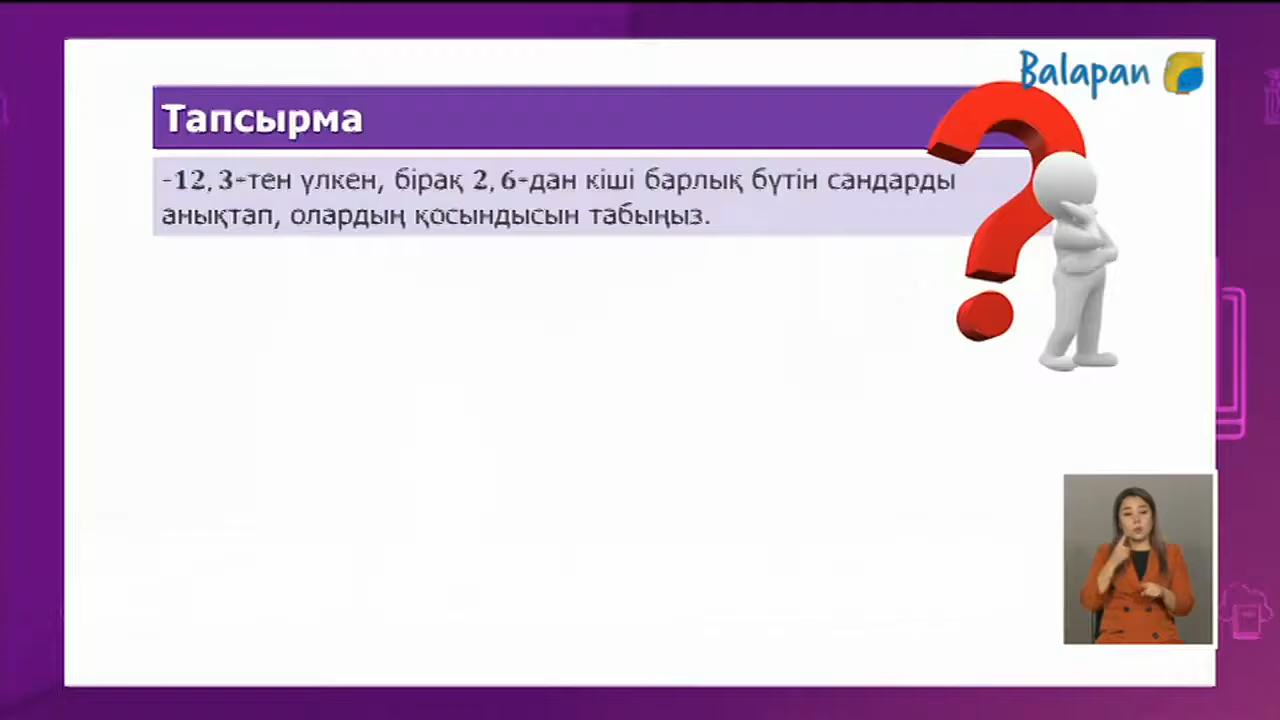 Balapan
Тапсырма
-12, 3-тен үлкен, бірақ 2, 6-дан кіші барлық бүтін сандарды
анықтап, олардың қосындысын табыңыз.